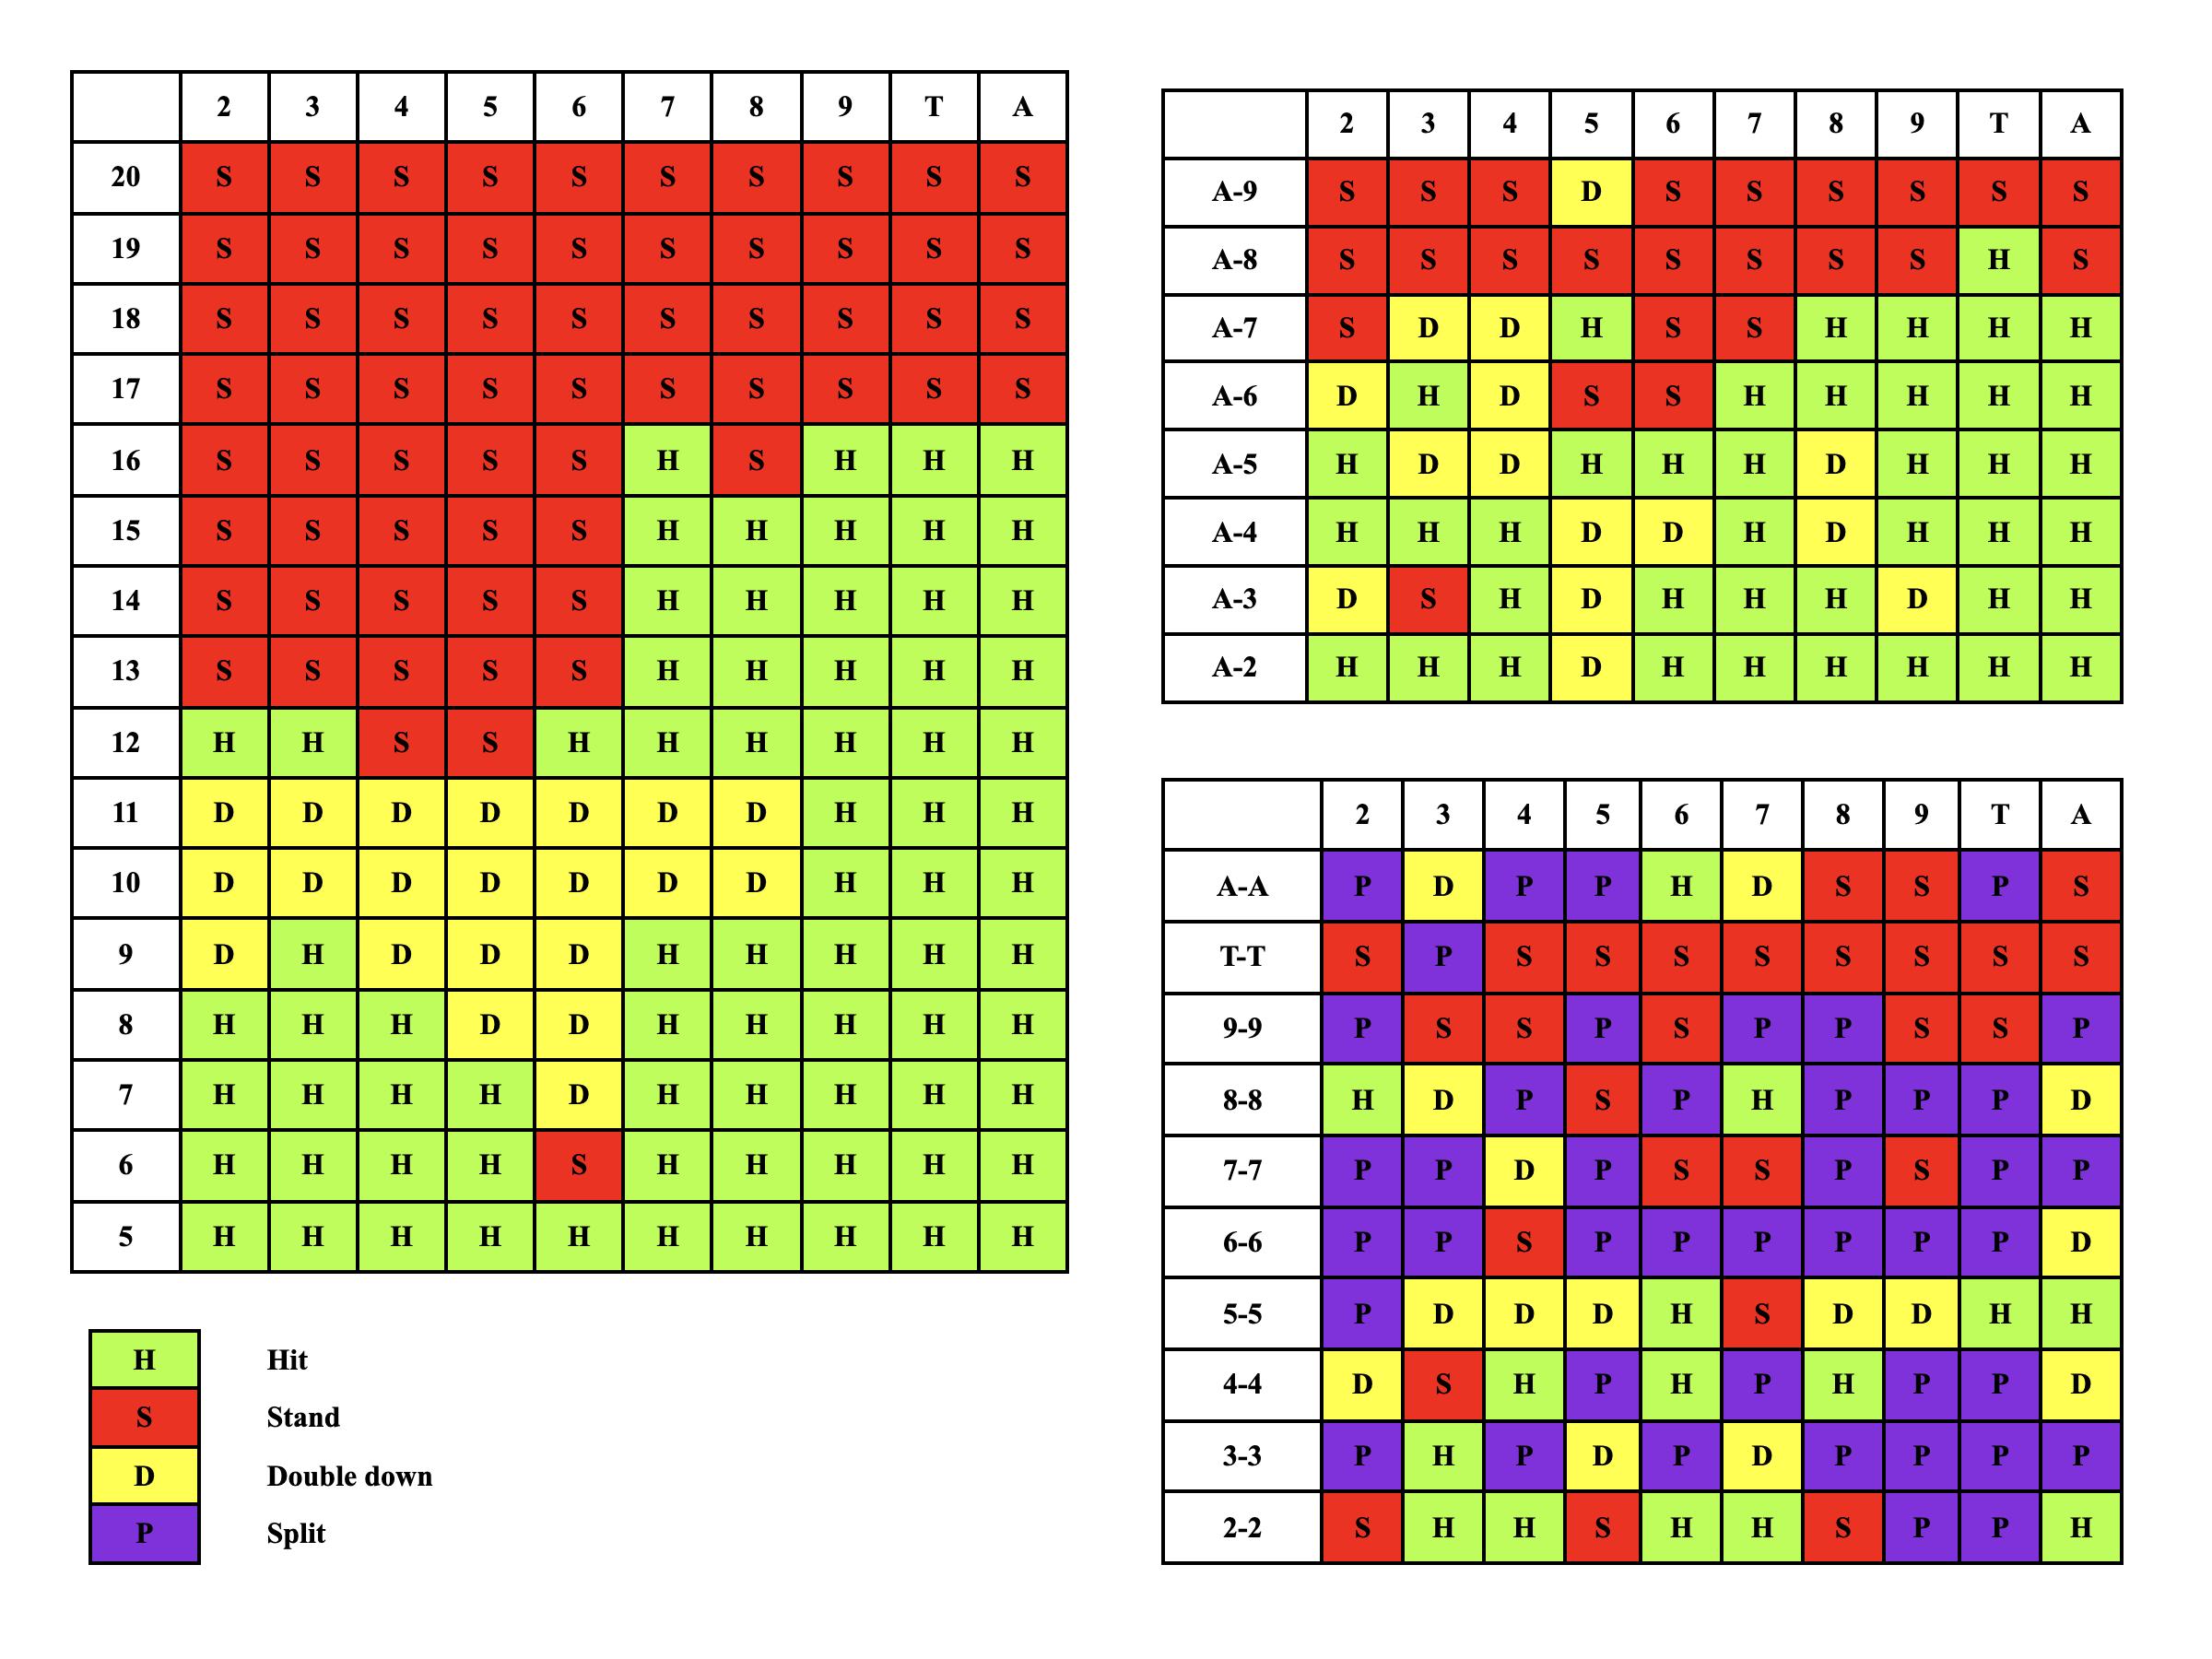 2 3 4 5 6 7 8 9 T A
20 S S S S S S S S S S
19 S S S S S S S S S S
18 S S S S S S S S S S
17 S S S S S S S S S S
16 S S S S S H S H H H
15 S S S S S H H H H H
14 S S S S S H H H H H
13 S S S S S H H H H H
12 H H S S H H H H H H
11 D D D D D D D H H H
10 D D D D D D D H H H
9 D H D D D H H H H H
8 H H H D D H H H H H
7 H H H H D H H H H H
6 H H H H S H H H H H
5 H H H H H H H H H H
H Hit
S Stand
D Double down
P Split
2 3 4 5 6 7 8 9 T A
A-9 S S S D S S S S S S
A-8 S S S S S S S S H S
A-7 S D D H S S H H H H
A-6 D H D S S H H H H H
A-5 H D D H H H D H H H
A-4 H H H D D H D H H H
A-3 D S H D H H H D H H
A-2 H H H D H H H H H H
2 3 4 5 6 7 8 9 T A
A-A P D P P H D S S P S
T-T S P S S S S S S S S
9-9 P S S P S P P S S P
8-8 H D P S P H P P P D
7-7 P P D P S S P S P P
6-6 P P S P P P P P P D
5-5 P D D D H S D D H H
4-4 D S H P H P H P P D
3-3 P H P D P D P P P P
2-2 S H H S H H S P P H